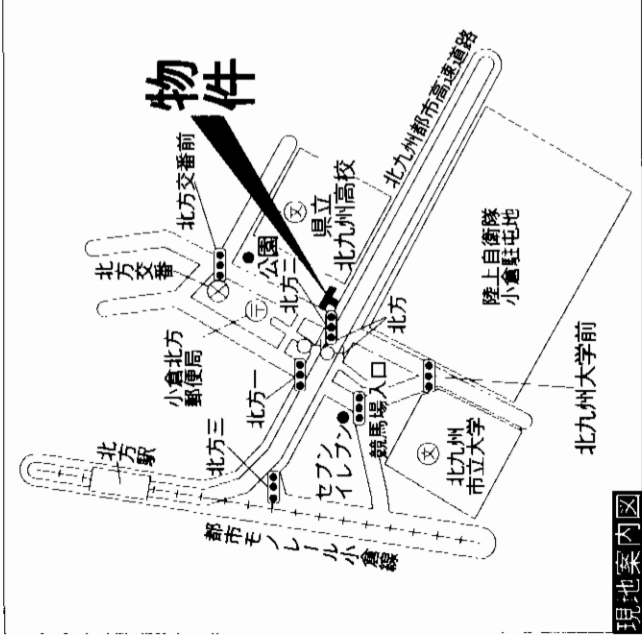 現地案内図
物件
北方交番前
北方交番
公園
県立
北九州高校
北方二
小倉北方
郵便局
北方一
北方
北九州都市高速道路
陸上自衛隊
小倉駐屯地
北方駅
北方三
セブン
イレブン
競馬場入口
北九州
市立大学
北九州大学前
都市モノレール小倉線